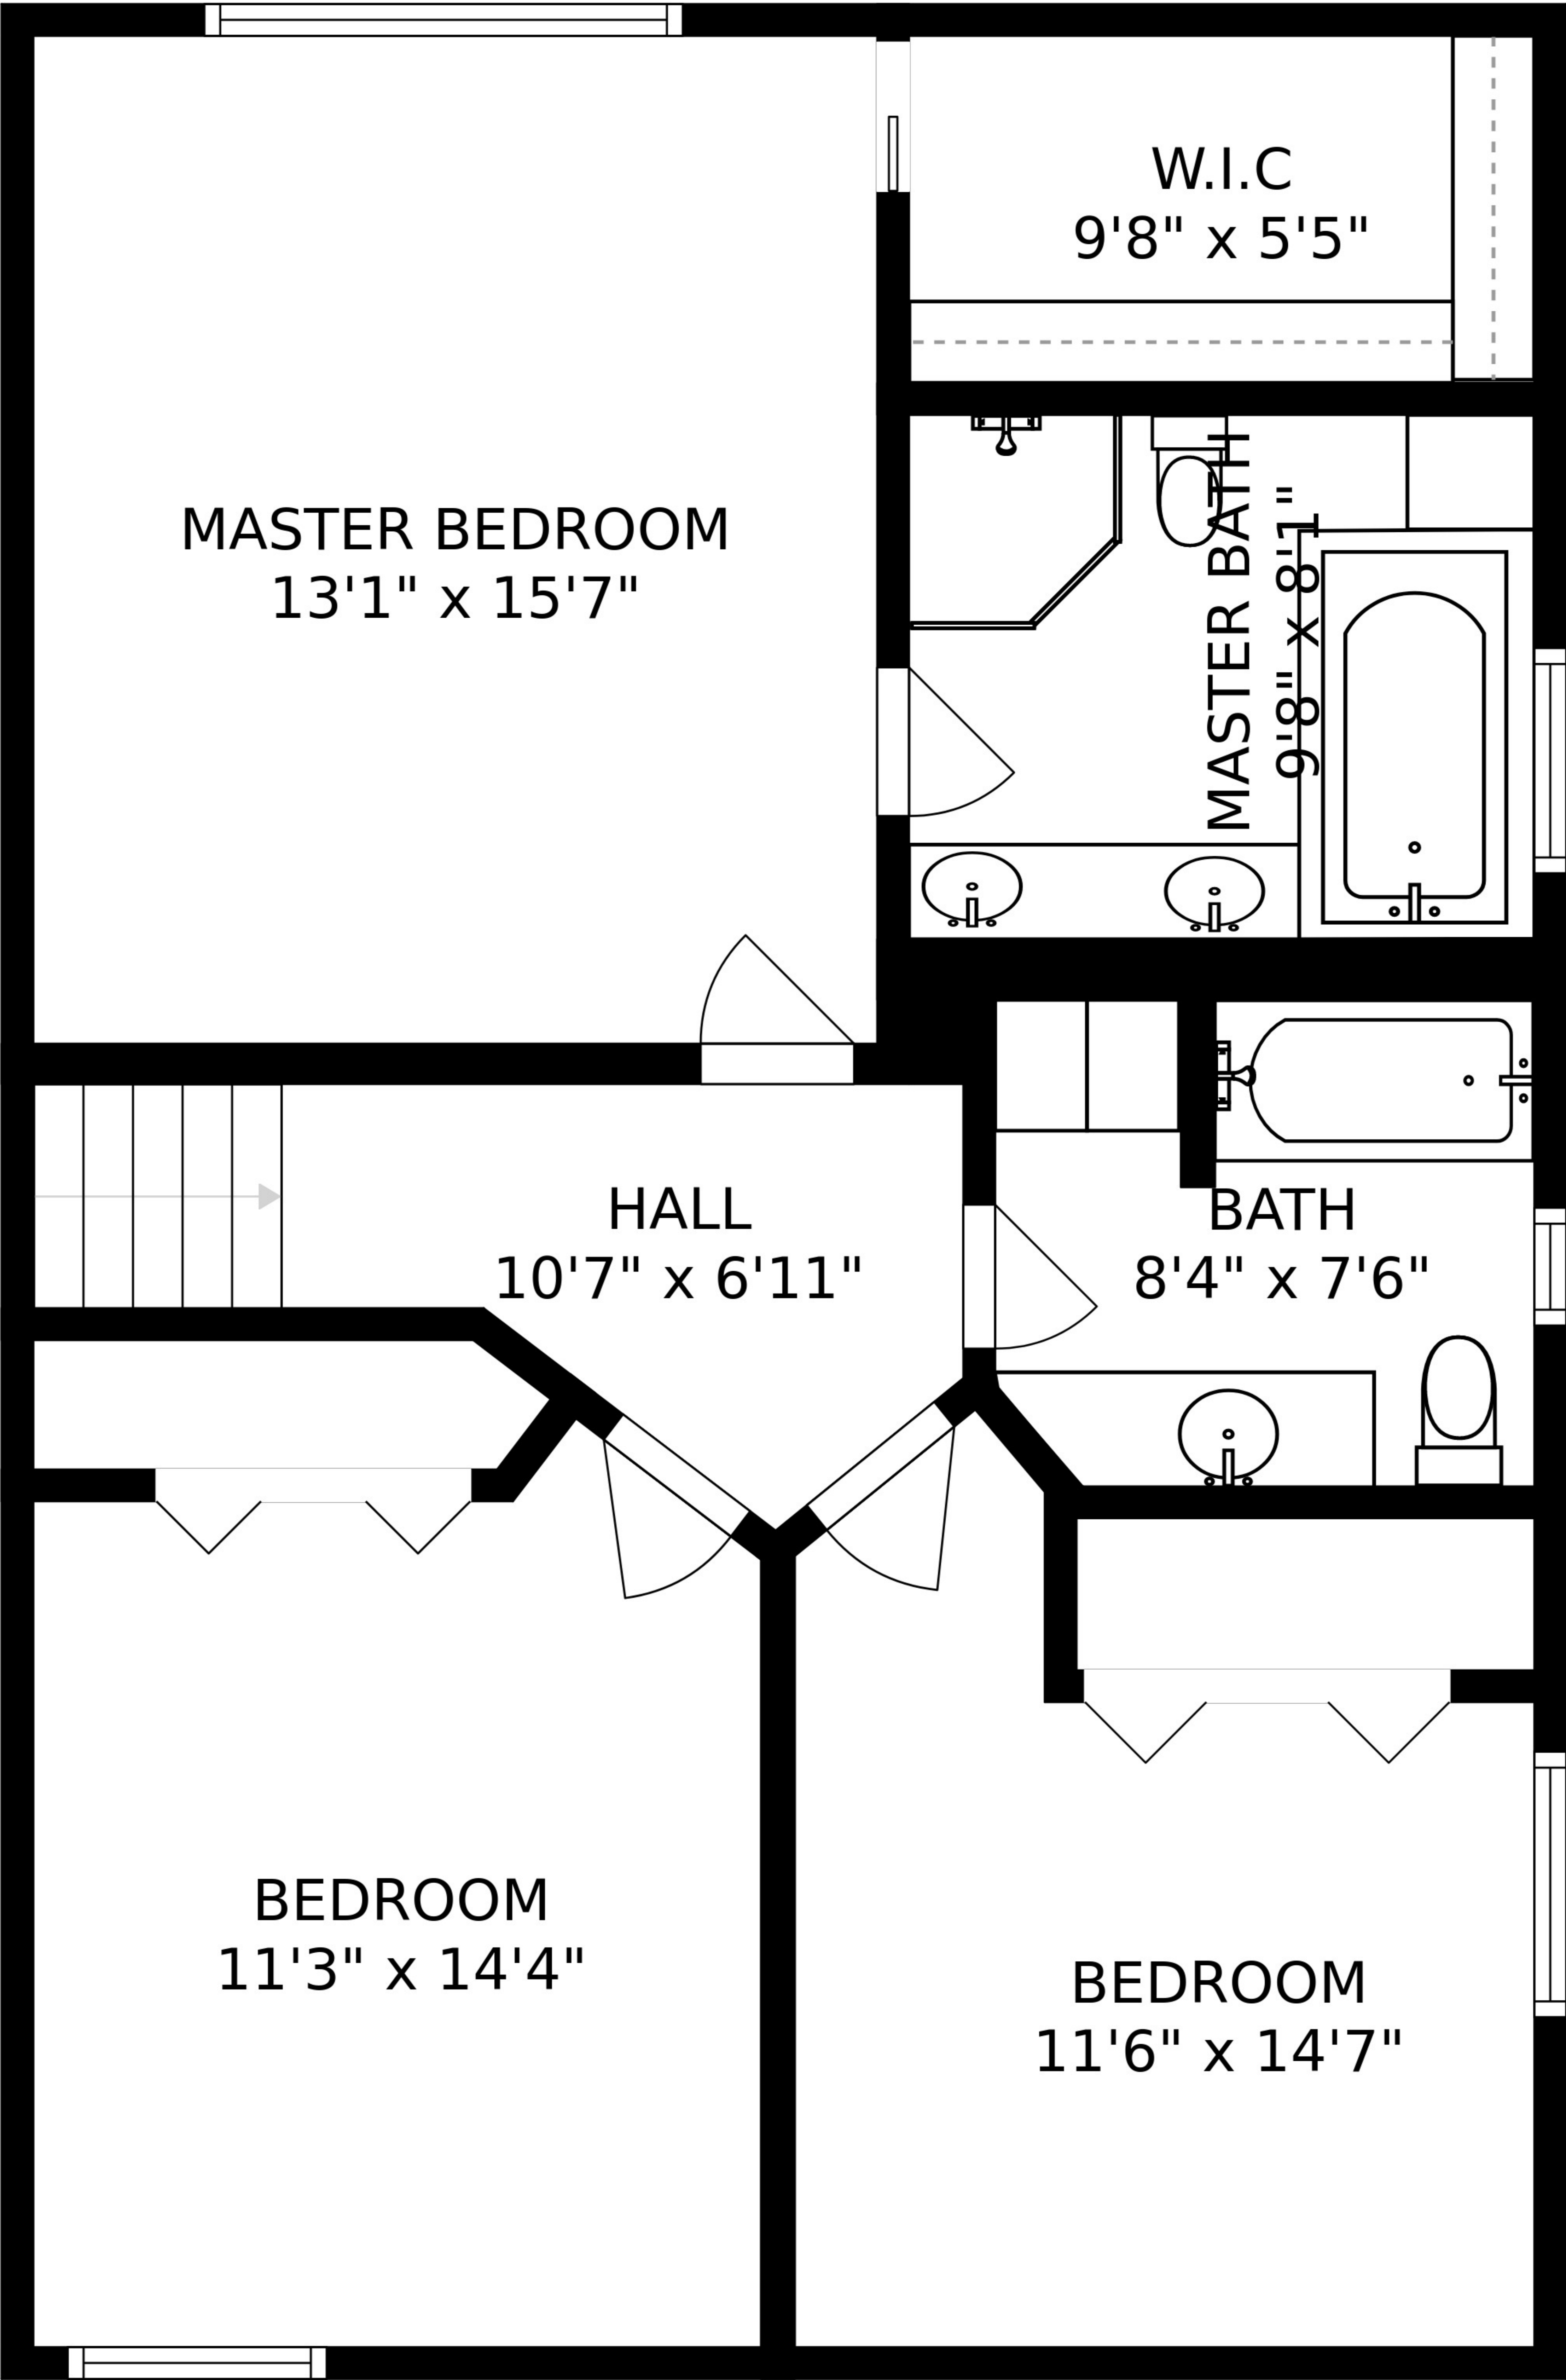 W.I.C
9'8" x 5'5"
MASTER BEDROOM
13'1" x 15'7"
MASTER BATH
9'8" x 8'1"
HALL
10'7" x 6'11"
BATH
8'4" x 7'6"
BEDROOM
11'3" x 14'4"
BEDROOM
11'6" x 14'7"